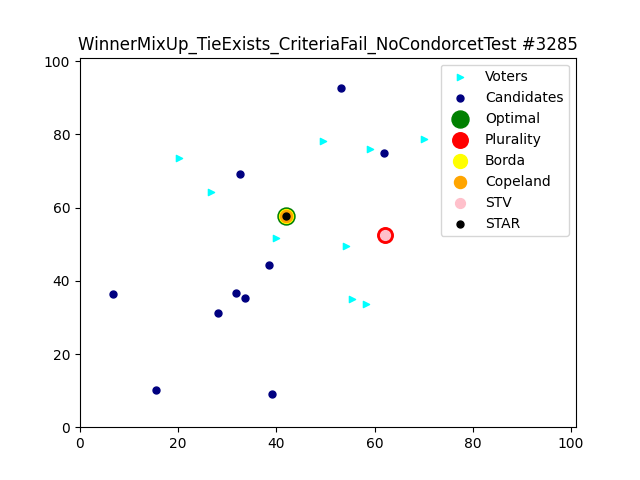 WinnerMixUp_TieExists_CriteriaFail_NoCondorcetTest #3285
100
80
60
40
20
0
0 20 40 60 80 100
Voters
Candidates
Optimal
Plurality
Borda
Copeland
STV
STAR